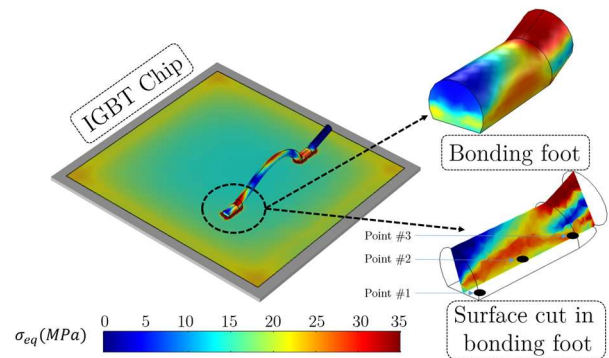 IGBT Chip
Bonding foot
Point #3
Point #2
Point #1
Surface cut in
bonding foot
σeq(MPa)
0 5 10 15 20 25 30 35